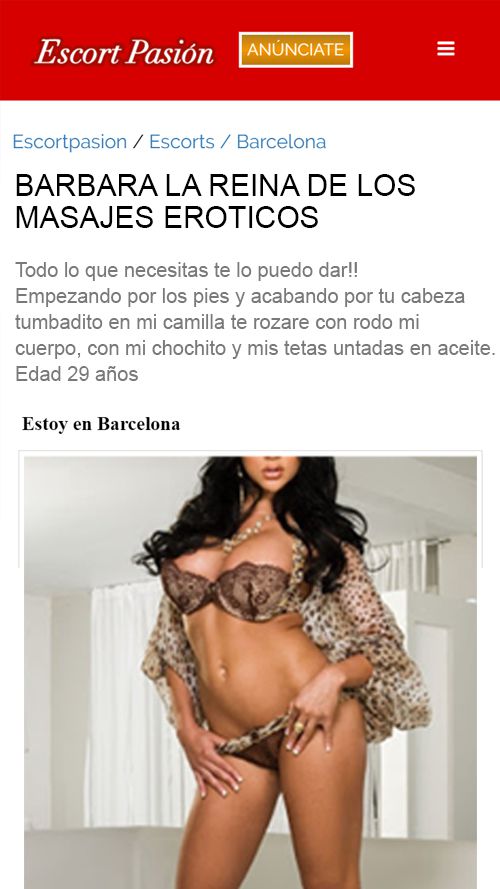 Escort Pasión
ANÚNCIATE
Escortpasion / Escorts / Barcelona
BARBARA LA REINA DE LOS
MASAJES EROTICOS
Todo lo que necesitas te lo puedo dar!!
Empezando por los pies y acabando por tu cabeza
tumbadito en mi camilla te rozare con rodo mi
cuerpo, con mi chochito y mis tetas untadas en aceite.
Edad 29 años
Estoy en Barcelona